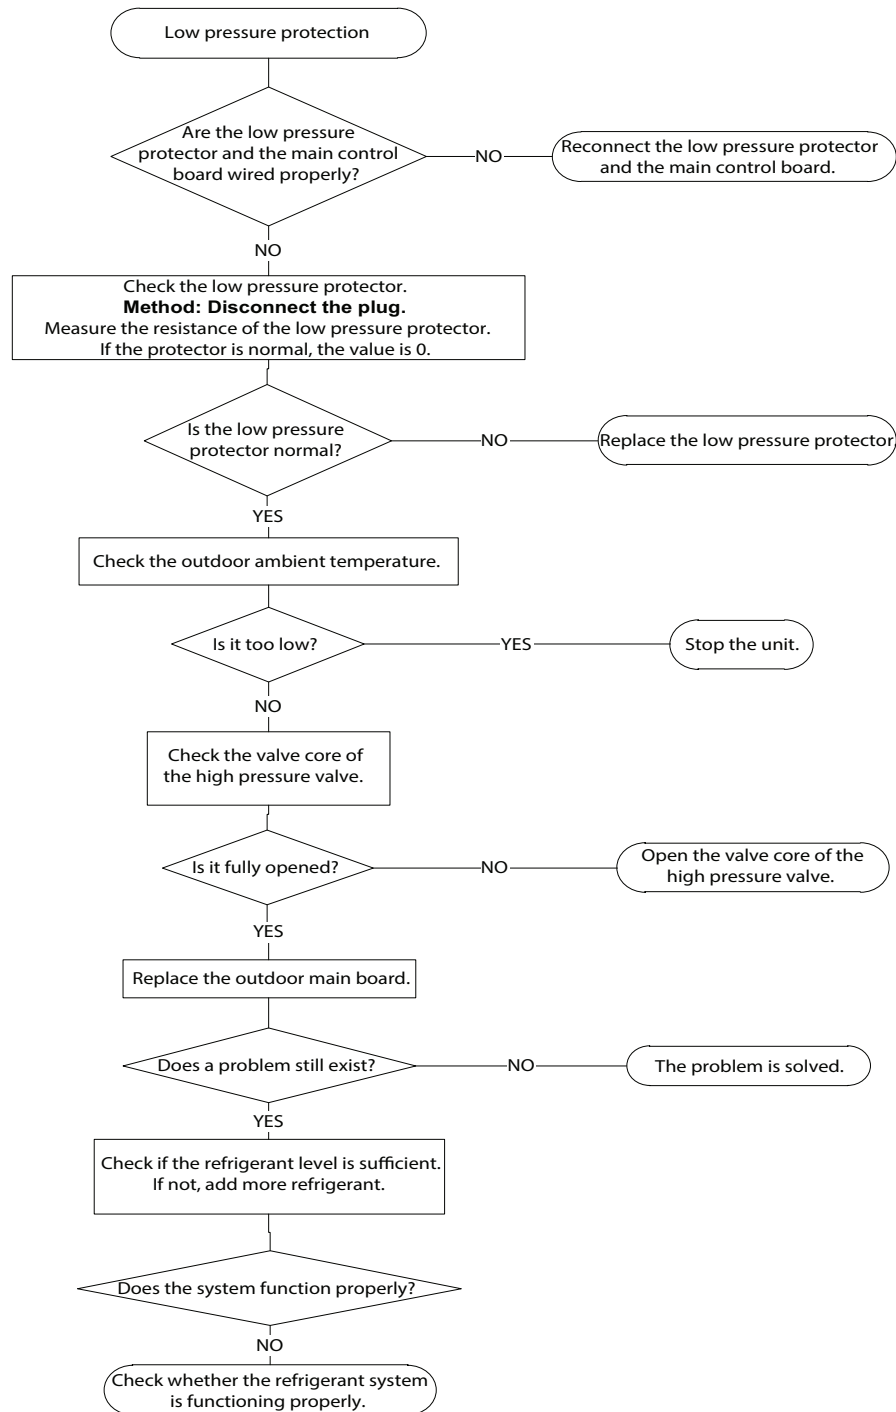 Low pressure protection
Are the low pressure
protector and the main control
board wired properly?
NO
Reconnect the low pressure protector
and the main control board.
NO
Check the low pressure protector.
Method: Disconnect the plug.
Measure the resistance of the low pressure protector.
If the protector is normal, the value is 0.
Is the low pressure
protector normal?
NO
Replace the low pressure protector
YES
Check the outdoor ambient temperature.
Is it too low?
YES
Stop the unit.
NO
Check the valve core of
the high pressure valve.
Is it fully opened?
NO
Open the valve core of the
high pressure valve.
YES
Replace the outdoor main board.
Does a problem still exist?
NO
The problem is solved.
YES
Check if the refrigerant level is sufficient.
If not, add more refrigerant.
Does the system function properly?
NO
Check whether the refrigerant system
is functioning properly.